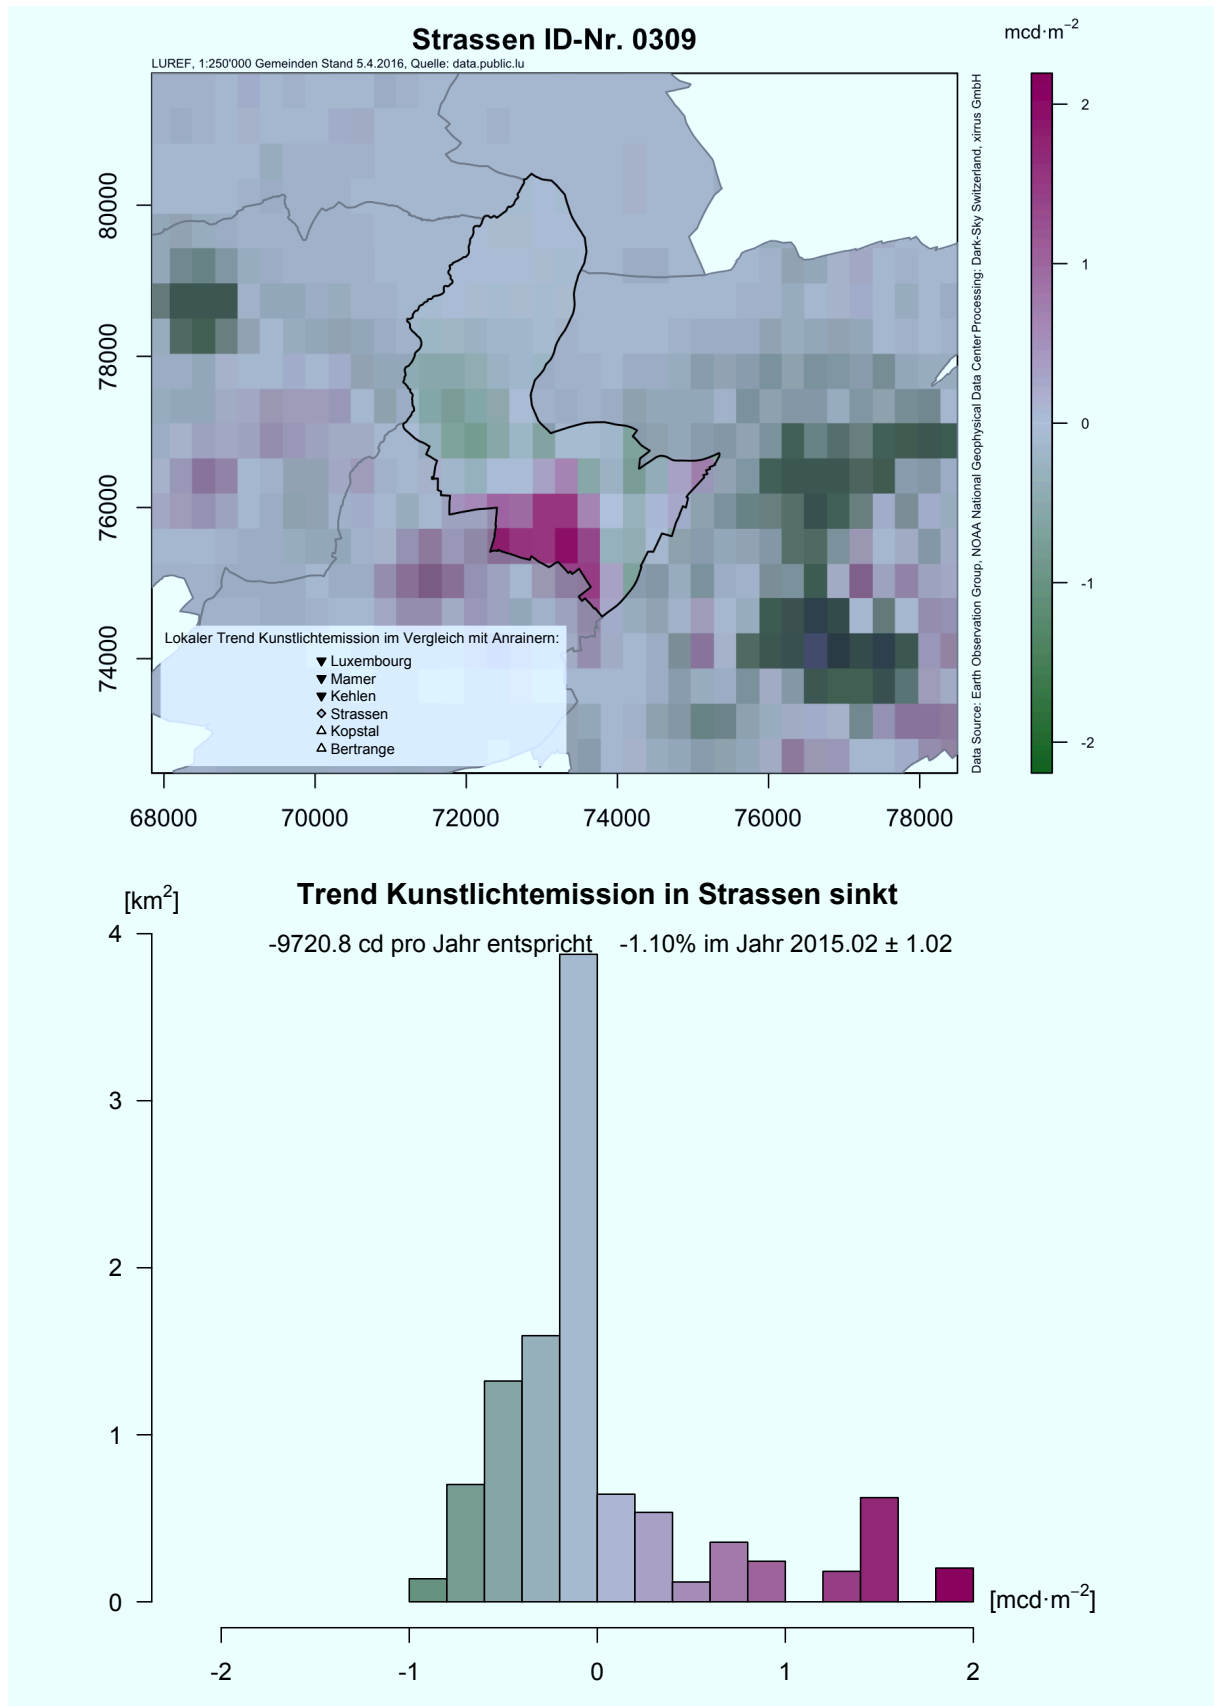 Strassen ID-Nr. 0309
mcd·m⁻²
LUREF, 1:250'000 Gemeinden Stand 5.4.2016, Quelle: data.public.lu
Data Source: Earth Observation Group, NOAA National Geophysical Data Center Processing: Dark-Sky Switzerland, xirrus GmbH
80000
78000
76000
74000
2
1
0
-1
-2
Lokaler Trend Kunstlichtemission im Vergleich mit Anrainern:
▼ Luxembourg
▼ Mamer
▼ Kehlen
◇ Strassen
△ Kopstal
△ Bertrange
68000 70000 72000 74000 76000 78000
Trend Kunstlichtemission in Strassen sinkt
[km²]
-9720.8 cd pro Jahr entspricht -1.10% im Jahr 2015.02 ± 1.02
4
3
2
1
0
[mcd·m⁻²]
-2 -1 0 1 2